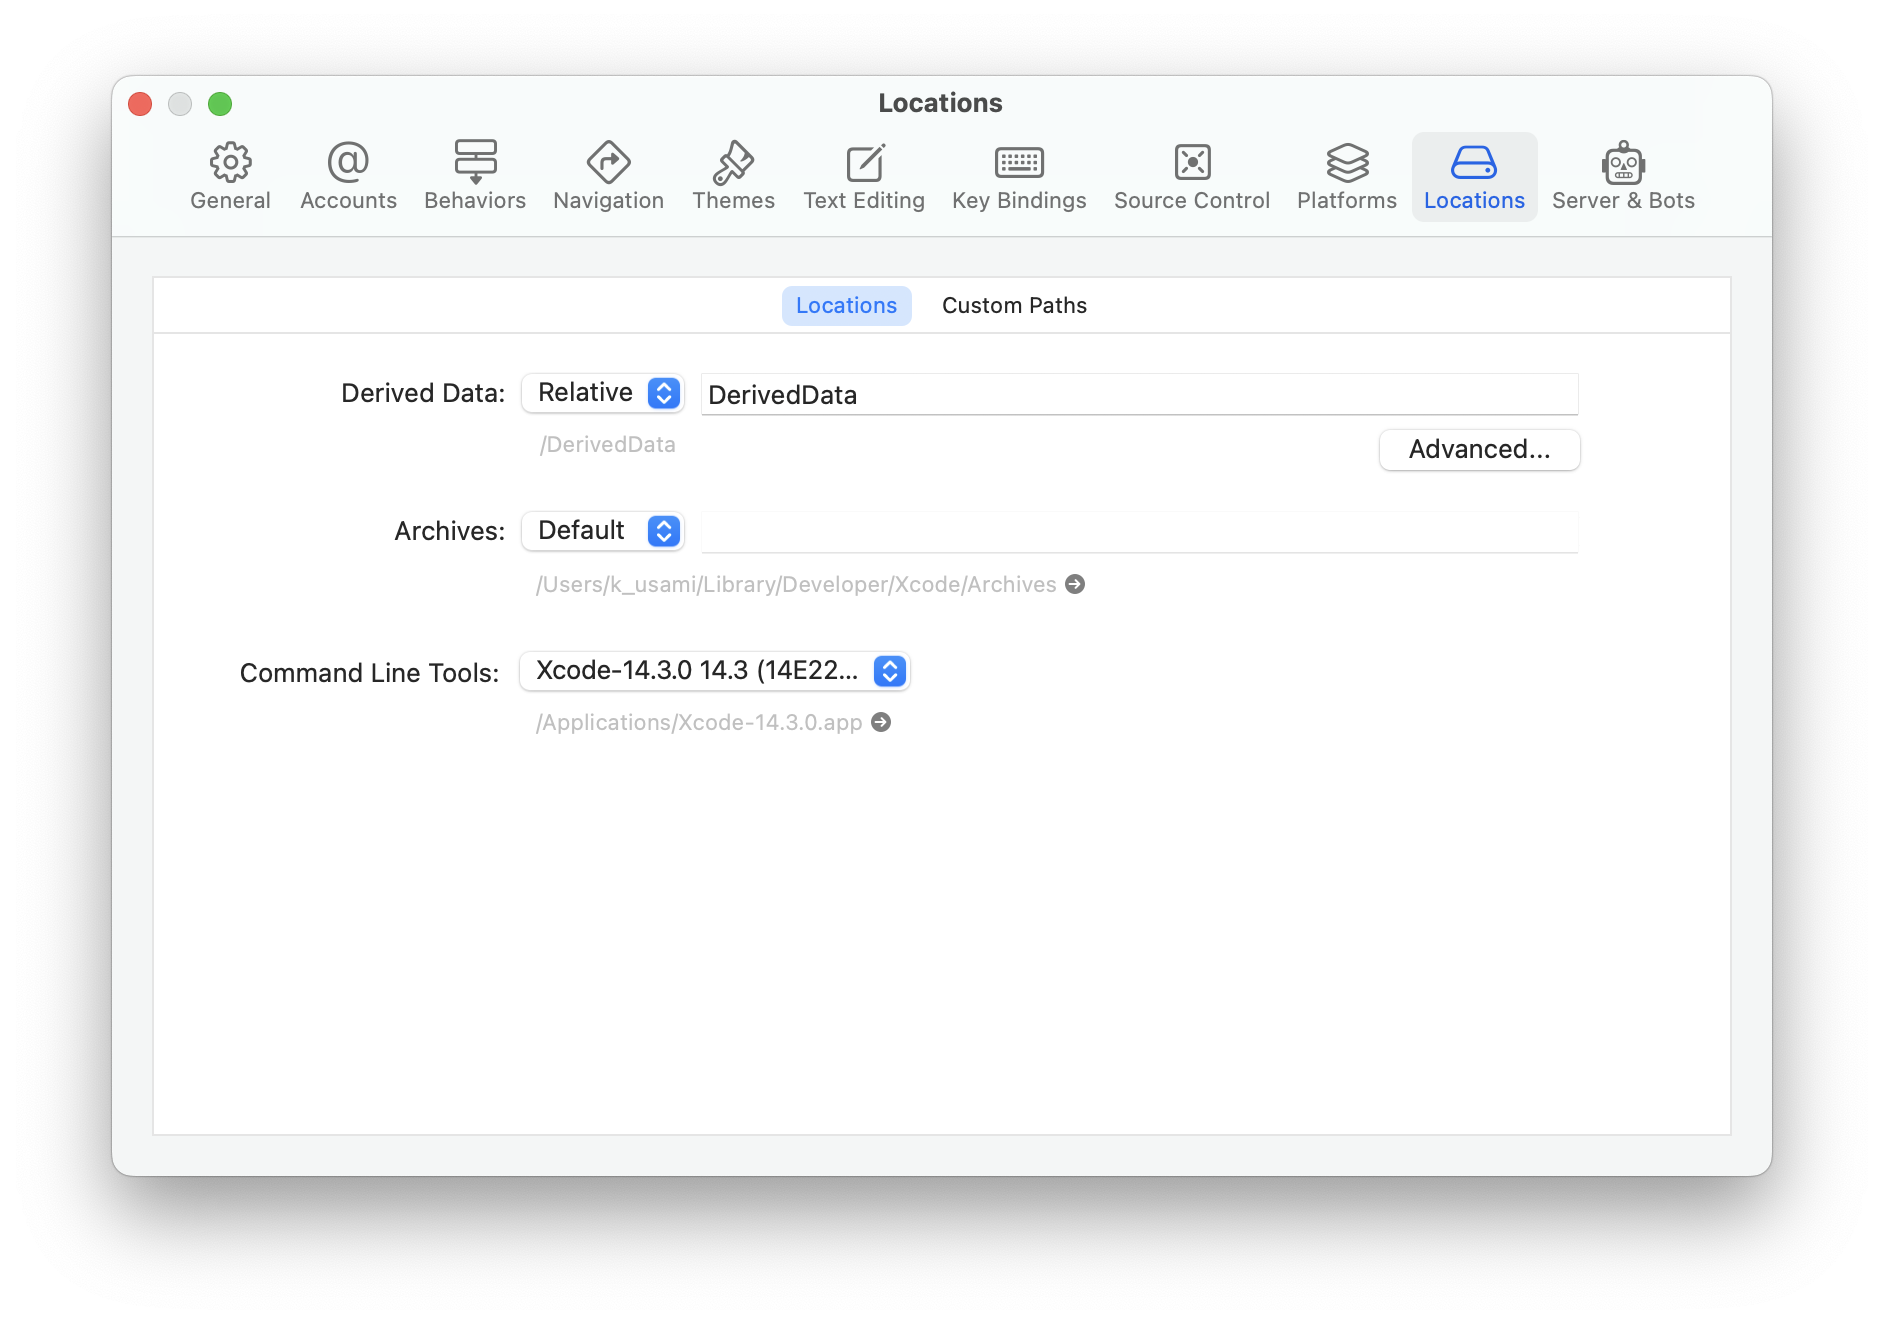 Locations
General Accounts Behaviors Navigation Themes Text Editing Key Bindings Source Control Platforms Locations Server & Bots
Locations Custom Paths
Derived Data: Relative DerivedData
/DerivedData Advanced...
Archives: Default
/Users/k_usami/Library/Developer/Xcode/Archives
Command Line Tools: Xcode-14.3.0 14.3 (14E22...
/Applications/Xcode-14.3.0.app